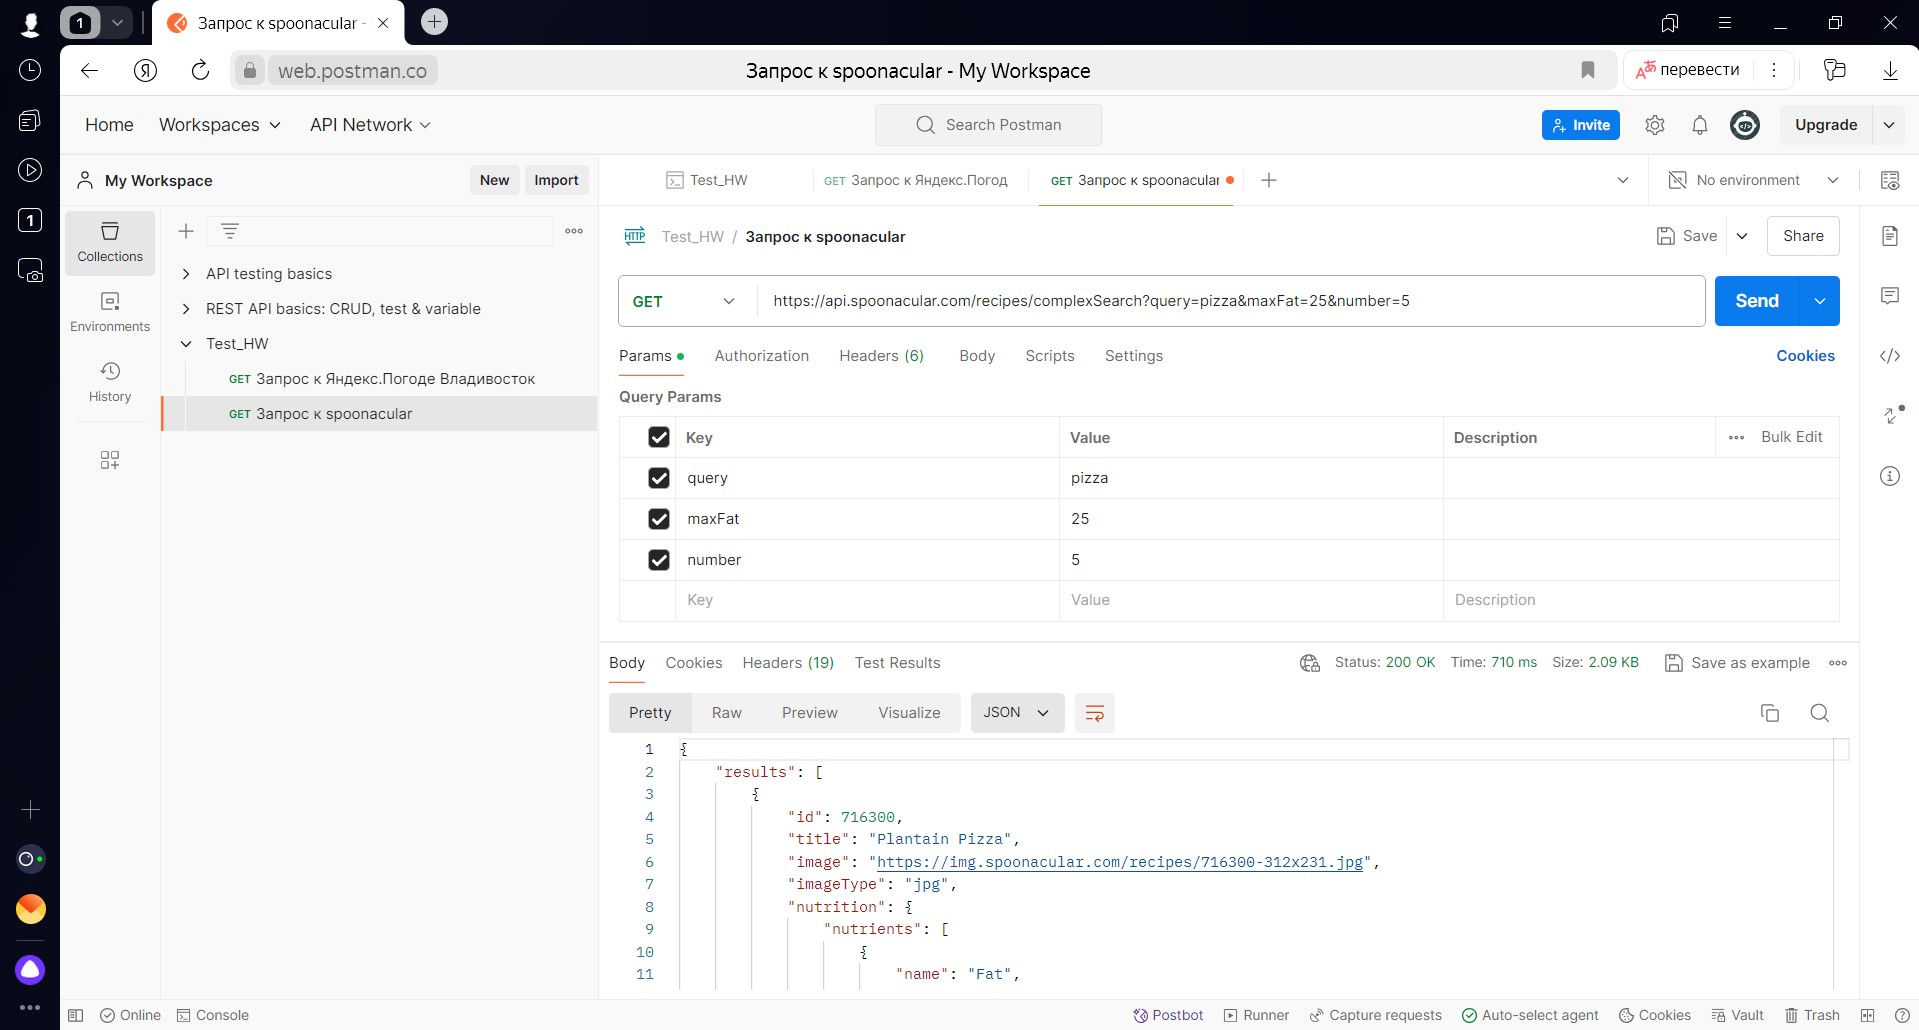 1
Запрос к spoonacular -
Я
web.postman.co
Запрос к spoonacular - My Workspace
перевести
Home
Workspaces
API Network
Search Postman
Invite
Upgrade
My Workspace
New
Import
Test_HW
GET Запрос к Яндекс.Погод
GET Запрос к spoonacular
No environment
1
Collections
Environments
History
API testing basics
REST API basics: CRUD, test & variable
Test_HW
GET Запрос к Яндекс.Погоде Владивосток
GET Запрос к spoonacular
HTTP
Test_HW / Запрос к spoonacular
Save
Share
GET
https://api.spoonacular.com/recipes/complexSearch?query=pizza&maxFat=25&number=5
Send
Params
Authorization
Headers (6)
Body
Scripts
Settings
Cookies
Query Params
Key
Value
Description
Bulk Edit
query
pizza
maxFat
25
number
5
Key
Value
Description
Body
Cookies
Headers (19)
Test Results
Status: 200 OK
Time: 710 ms
Size: 2.09 KB
Save as example
Pretty
Raw
Preview
Visualize
JSON
1 {
2 "results": [
3 {
4 "id": 716300,
5 "title": "Plantain Pizza",
6 "image": "https://img.spoonacular.com/recipes/716300-312x231.jpg",
7 "imageType": "jpg",
8 "nutrition": {
9 "nutrients": [
10 {
11 "name": "Fat",
Online
Console
Postbot
Runner
Capture requests
Auto-select agent
Cookies
Vault
Trash